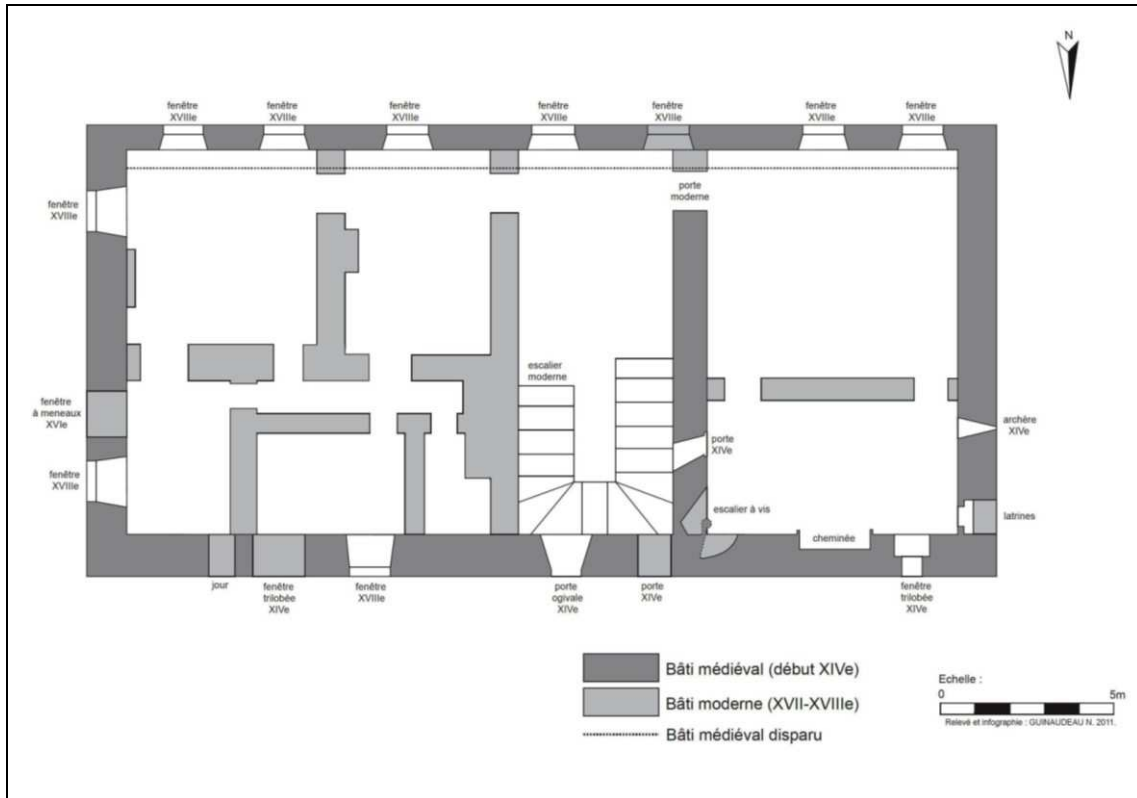 N
fenêtre
XVIIIe
fenêtre
XVIIIe
fenêtre
XVIIIe
fenêtre
XVIIIe
fenêtre
XVIIIe
fenêtre
XVIIIe
fenêtre
XVIIIe
fenêtre
XVIIIe
porte
moderne
escalier
moderne
fenêtre
à meneaux
XVIe
archère
XIVe
porte
XIVe
fenêtre
XVIIIe
escalier à vis
latrines
cheminée
jour
fenêtre
trilobée
XIVe
fenêtre
XVIIIe
porte
ogivale
XIVe
porte
XIVe
fenêtre
trilobée
XIVe
Bâti médiéval (début XIVe)
Bâti moderne (XVII-XVIIIe)
Bâti médiéval disparu
Echelle :
0 5m
Relevé et infographie : GUINAUDEAU N. 2011.